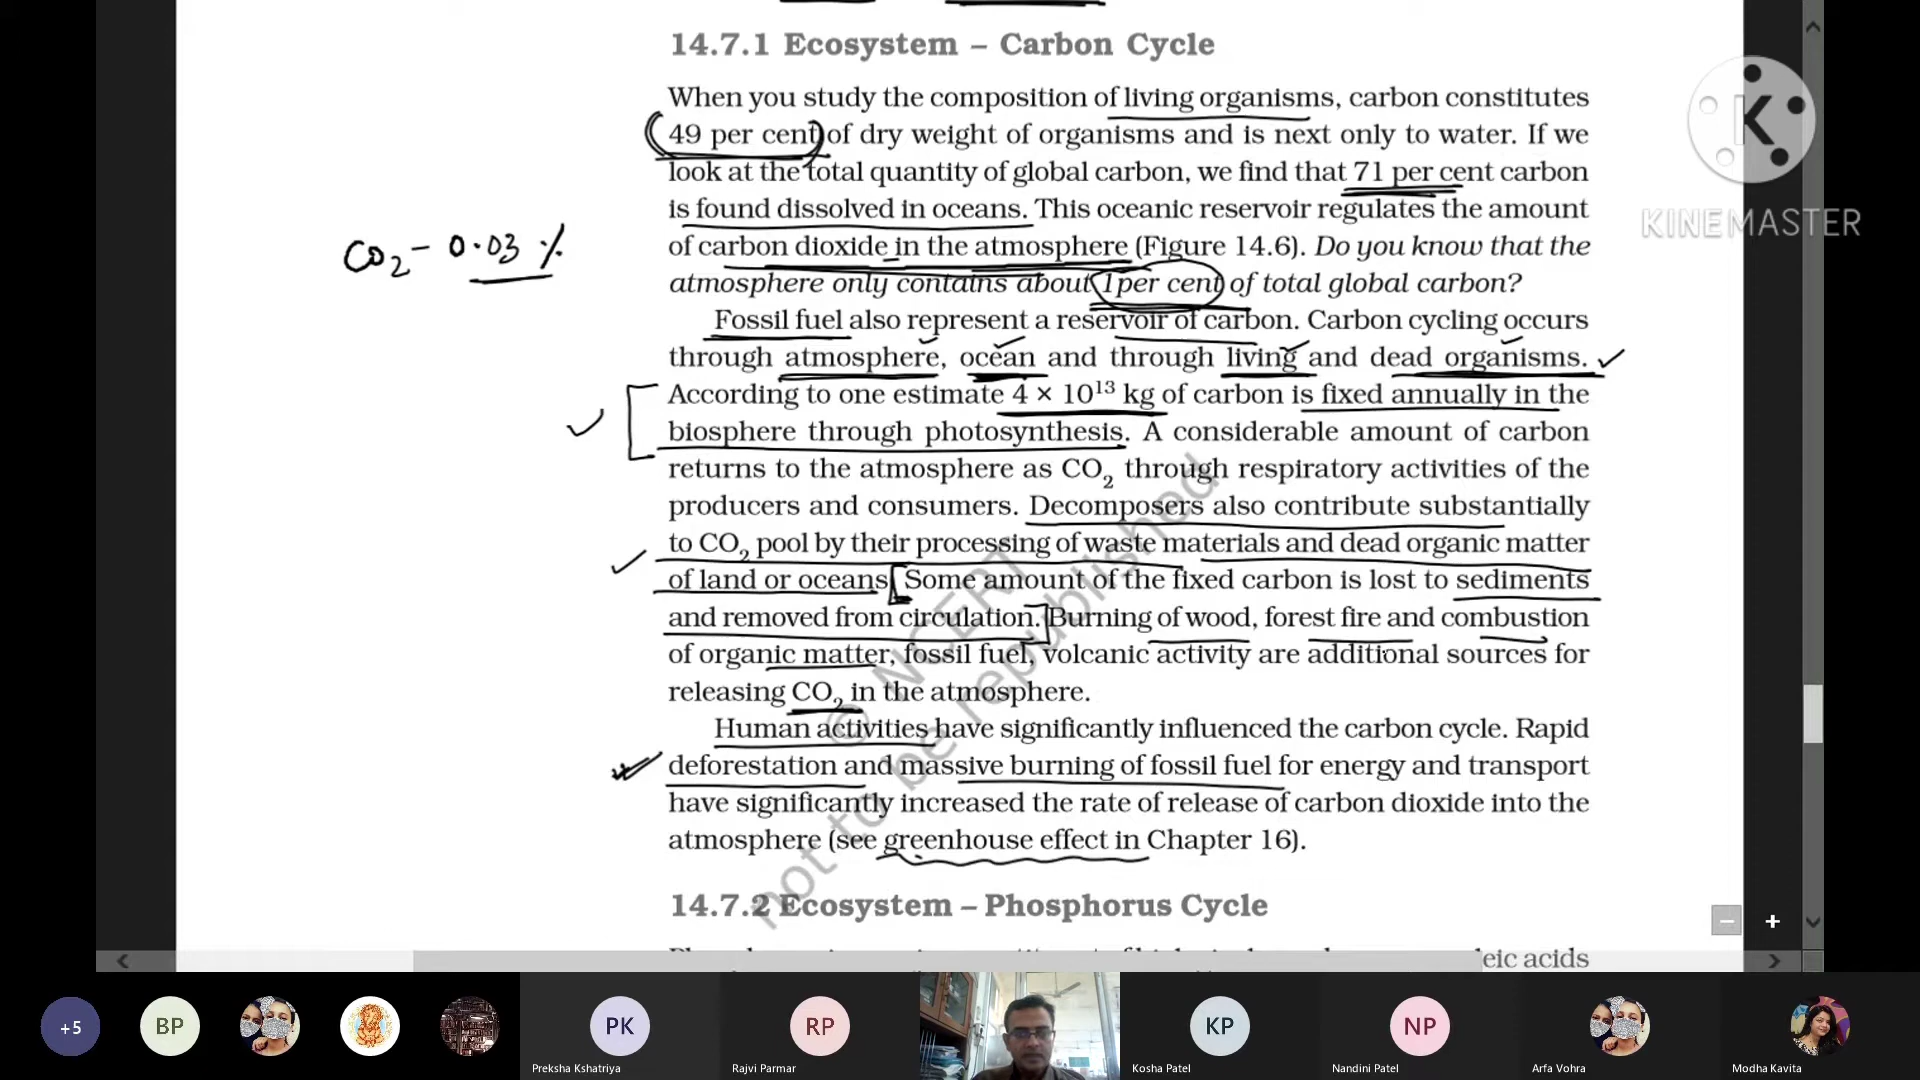 14.7.1 Ecosystem – Carbon Cycle
When you study the composition of living organisms, carbon constitutes
49 per cent of dry weight of organisms and is next only to water. If we
look at the total quantity of global carbon, we find that 71 per cent carbon
is found dissolved in oceans. This oceanic reservoir regulates the amount
of carbon dioxide in the atmosphere (Figure 14.6). Do you know that the
atmosphere only contains about 1per cent of total global carbon?
Fossil fuel also represent a reservoir of carbon. Carbon cycling occurs
through atmosphere, ocean and through living and dead organisms.
According to one estimate 4 × 10¹³ kg of carbon is fixed annually in the
biosphere through photosynthesis. A considerable amount of carbon
returns to the atmosphere as CO₂ through respiratory activities of the
producers and consumers. Decomposers also contribute substantially
to CO₂ pool by their processing of waste materials and dead organic matter
of land or oceans. Some amount of the fixed carbon is lost to sediments
and removed from circulation. Burning of wood, forest fire and combustion
of organic matter, fossil fuel, volcanic activity are additional sources for
releasing CO₂ in the atmosphere.
Human activities have significantly influenced the carbon cycle. Rapid
deforestation and massive burning of fossil fuel for energy and transport
have significantly increased the rate of release of carbon dioxide into the
atmosphere (see greenhouse effect in Chapter 16).
14.7.2 Ecosystem – Phosphorus Cycle
leic acids
CO₂ - 0.03 %
© NCERT
not to be republished
K
KINEMASTER
+5
BP
PK
Preksha Kshatriya
RP
Rajvi Parmar
KP
Kosha Patel
NP
Nandini Patel
Arfa Vohra
Modha Kavita